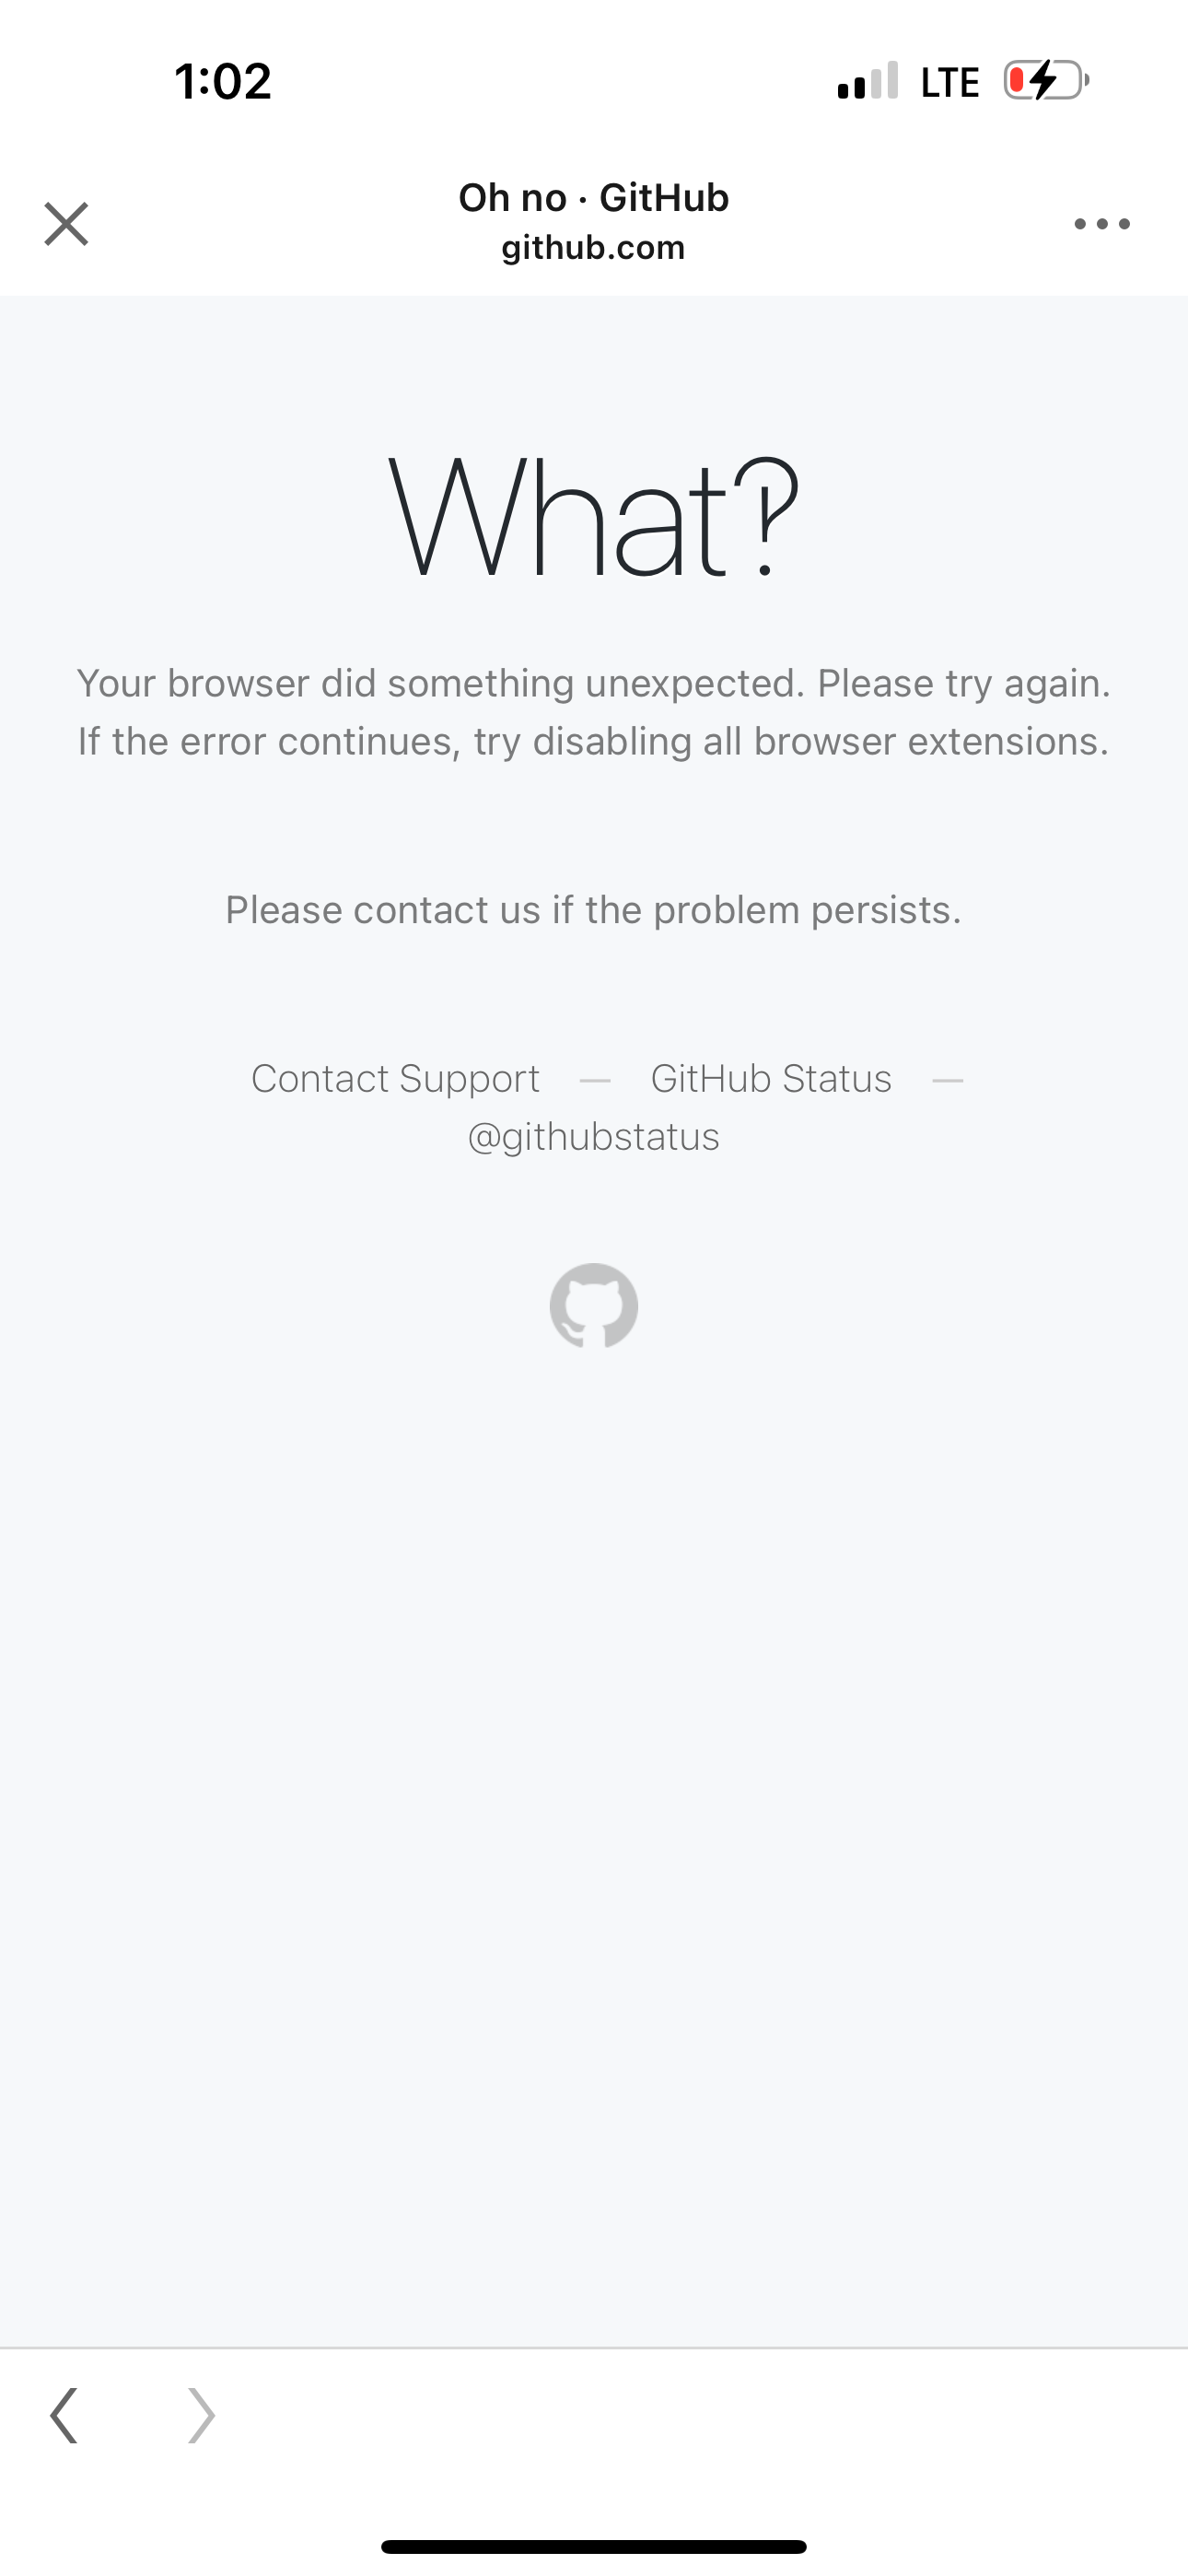 1:02
LTE
Oh no · GitHub
github.com
What?
Your browser did something unexpected. Please try again.
If the error continues, try disabling all browser extensions.
Please contact us if the problem persists.
Contact Support — GitHub Status —
@githubstatus